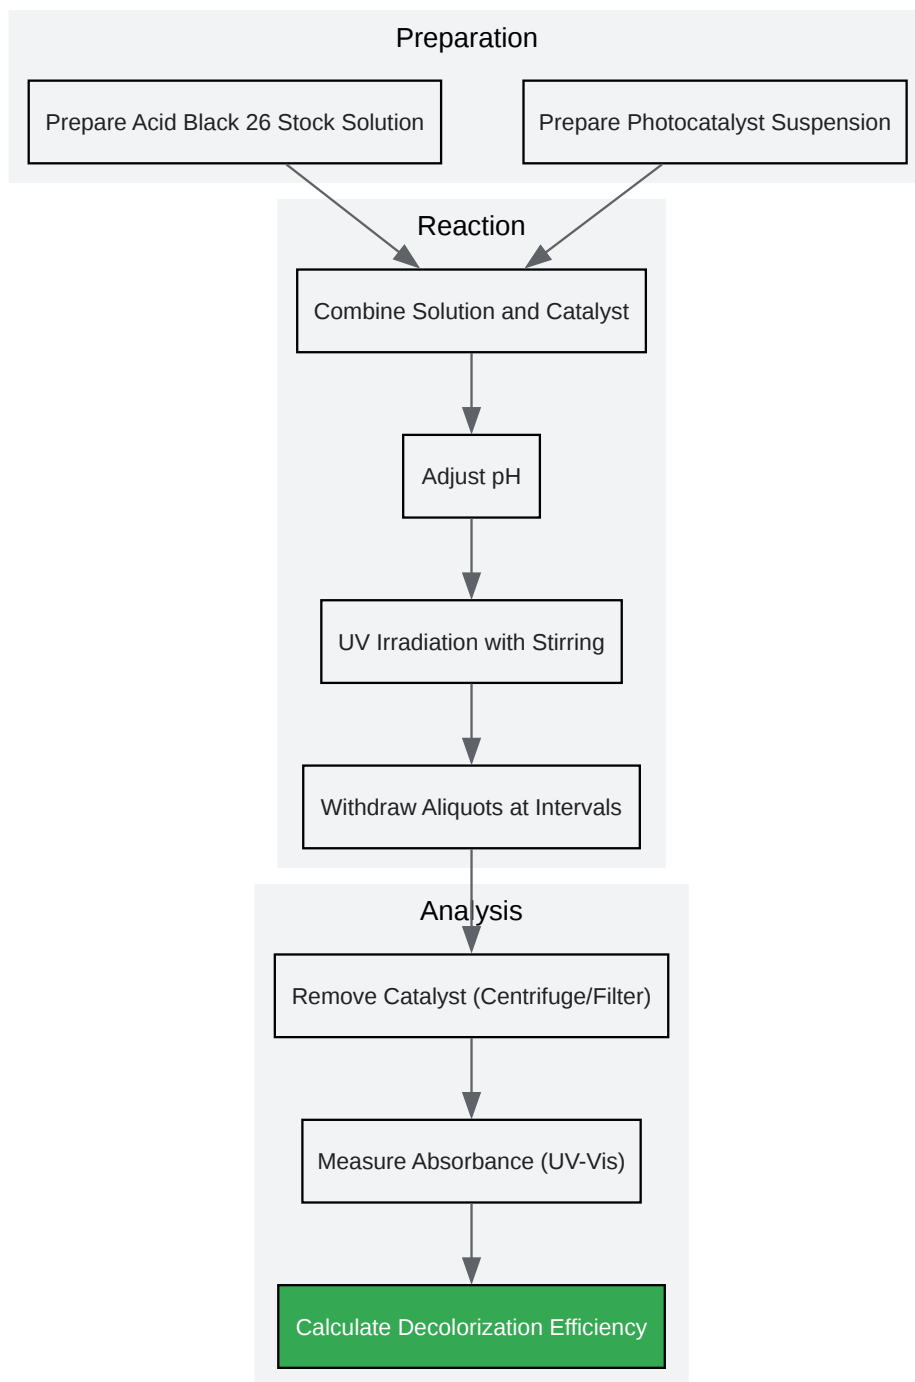 Preparation
Prepare Acid Black 26 Stock Solution
Prepare Photocatalyst Suspension
Reaction
Combine Solution and Catalyst
Adjust pH
UV Irradiation with Stirring
Withdraw Aliquots at Intervals
Analysis
Remove Catalyst (Centrifuge/Filter)
Measure Absorbance (UV-Vis)
Calculate Decolorization Efficiency